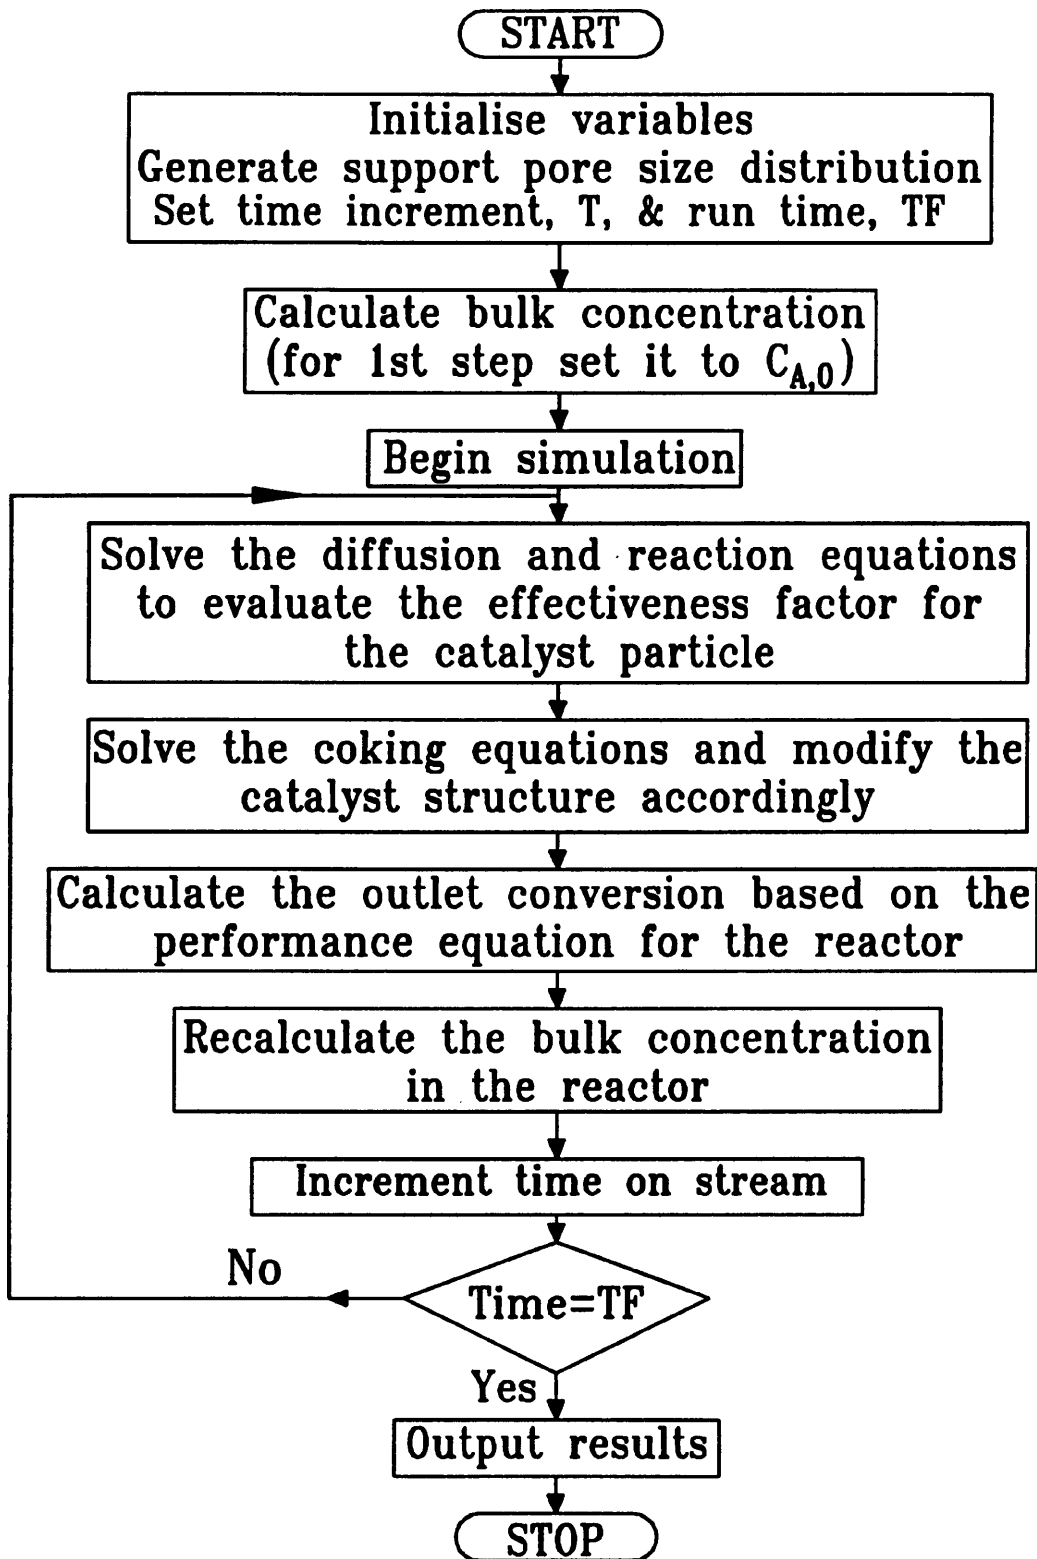 START
Initialise variables
Generate support pore size distribution
Set time increment, T, & run time, TF
Calculate bulk concentration
(for 1st step set it to C_{A,0})
Begin simulation
Solve the diffusion and reaction equations
to evaluate the effectiveness factor for
the catalyst particle
Solve the coking equations and modify the
catalyst structure accordingly
Calculate the outlet conversion based on the
performance equation for the reactor
Recalculate the bulk concentration
in the reactor
Increment time on stream
No
Time=TF
Yes
Output results
STOP